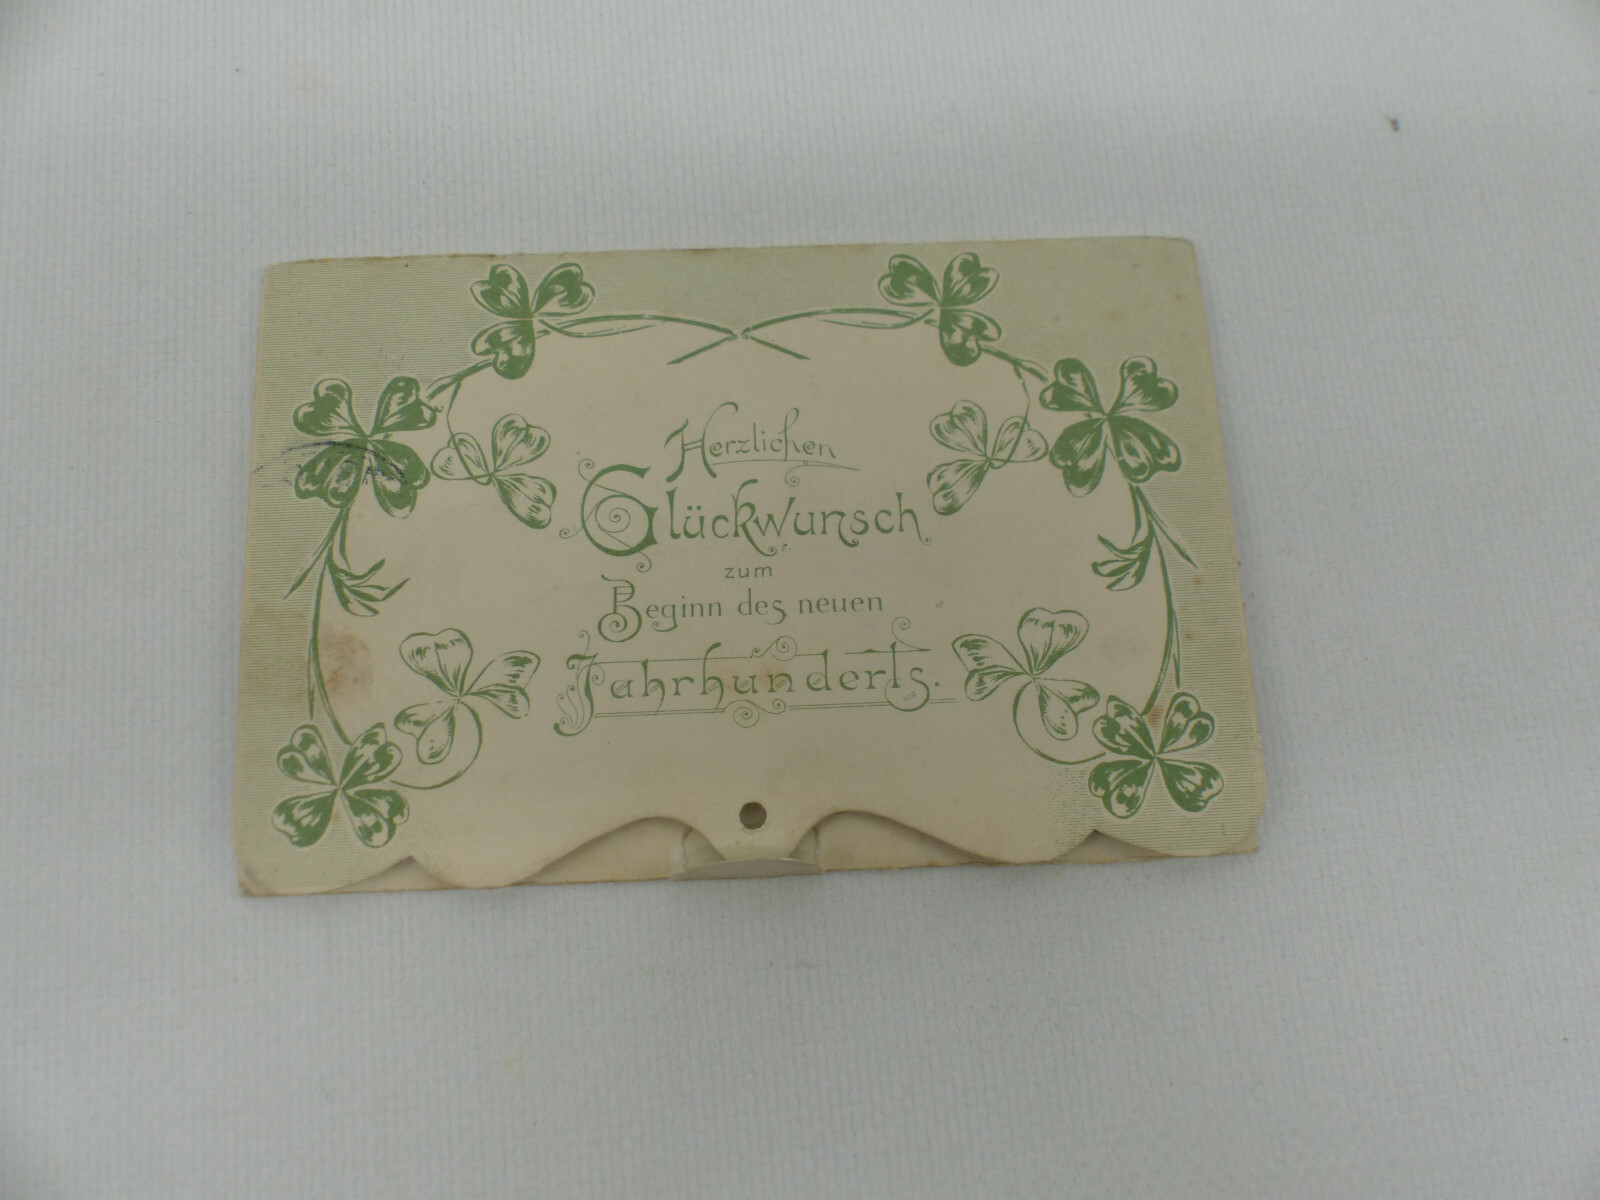 Herzlichen
Glückwunsch
zum
Beginn des neuen
Jahrhunderts.